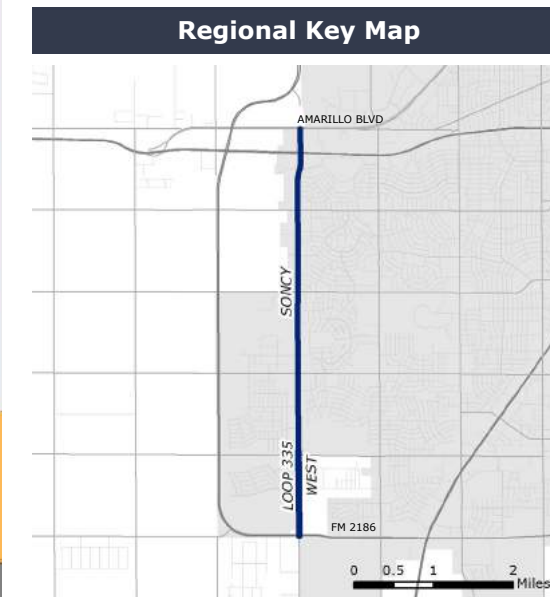 Regional Key Map
AMARILLO BLVD
SONCY
LOOP 335
WEST
FM 2186
0 0.5 1 2
Miles